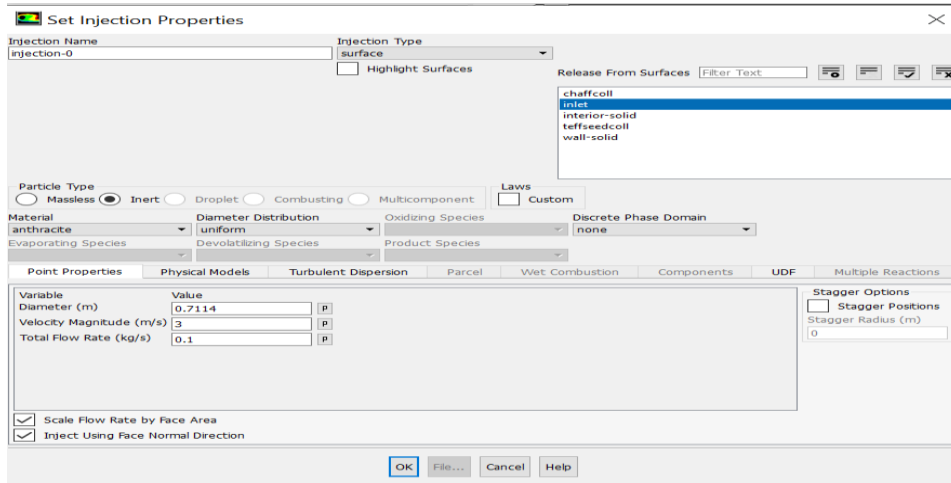 Set Injection Properties
Injection Name
Injection Type
injection-0
surface
Highlight Surfaces
Release From Surfaces Filter Text
chaffcoll
inlet
interior-solid
teffseedcoll
wall-solid
Particle Type
Laws
Massless Inert Droplet Combusting Multicomponent
Custom
Material Diameter Distribution Oxidizing Species Discrete Phase Domain
anthracite uniform none
Evaporating Species Devolatilizing Species Product Species
Point Properties Physical Models Turbulent Dispersion Parcel Wet Combustion Components UDF Multiple Reactions
Variable Value
Diameter (m) 0.7114 P
Velocity Magnitude (m/s) 3 P
Total Flow Rate (kg/s) 0.1 P
Stagger Options
Stagger Positions
Stagger Radius (m)
0
Scale Flow Rate by Face Area
Inject Using Face Normal Direction
OK File... Cancel Help